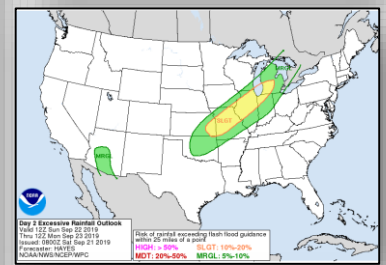 MRGL
SLGT
MRGL
NOAA
Day 2 Excessive Rainfall Outlook
Valid 12Z Sun Sep 22 2019
Thru 12Z Mon Sep 23 2019
Issued: 0800Z Sat Sep 21 2019
Forecaster: HAYES
NOAA/NWS/NCEP/WPC
Risk of rainfall exceeding flash flood guidance
within 25 miles of a point
HIGH: > 50% SLGT: 10%-20%
MDT: 20%-50% MRGL: 5%-10%